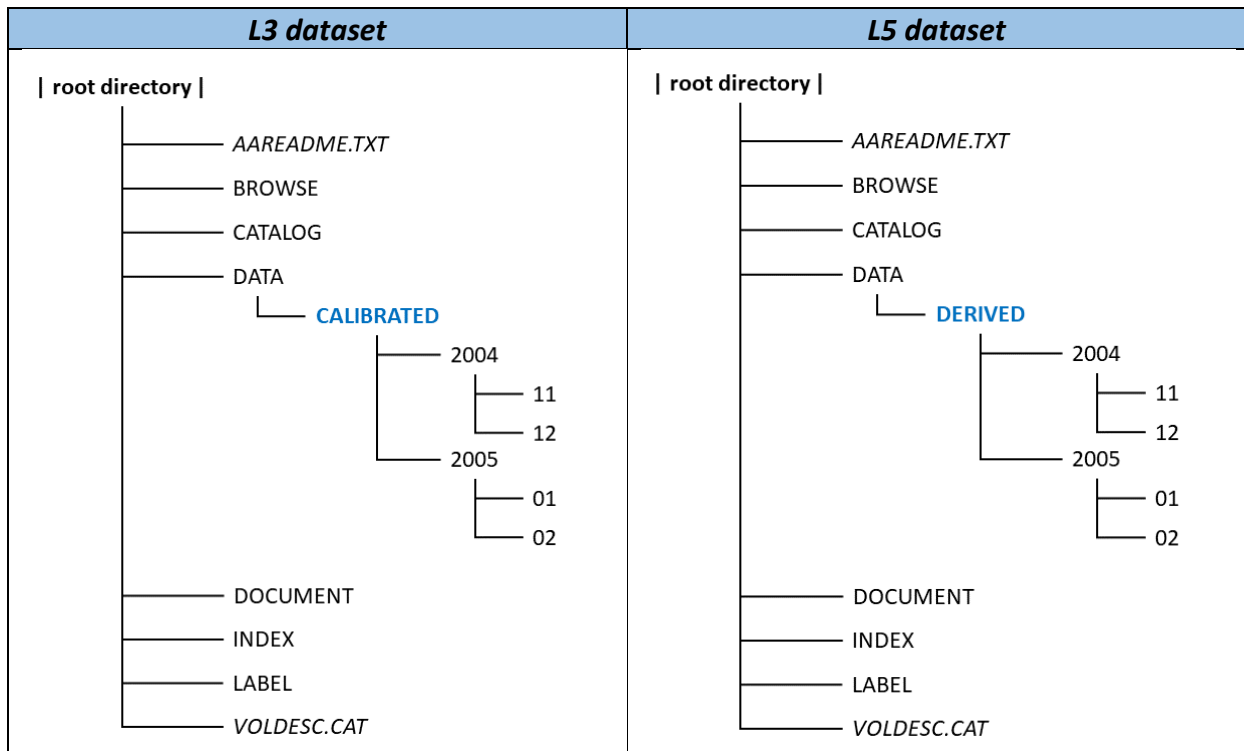 L3 dataset
| root directory |
AAREADME.TXT
BROWSE
CATALOG
DATA
CALIBRATED
2004
11
12
2005
01
02
DOCUMENT
INDEX
LABEL
VOLDESC.CAT
L5 dataset
| root directory |
AAREADME.TXT
BROWSE
CATALOG
DATA
DERIVED
2004
11
12
2005
01
02
DOCUMENT
INDEX
LABEL
VOLDESC.CAT